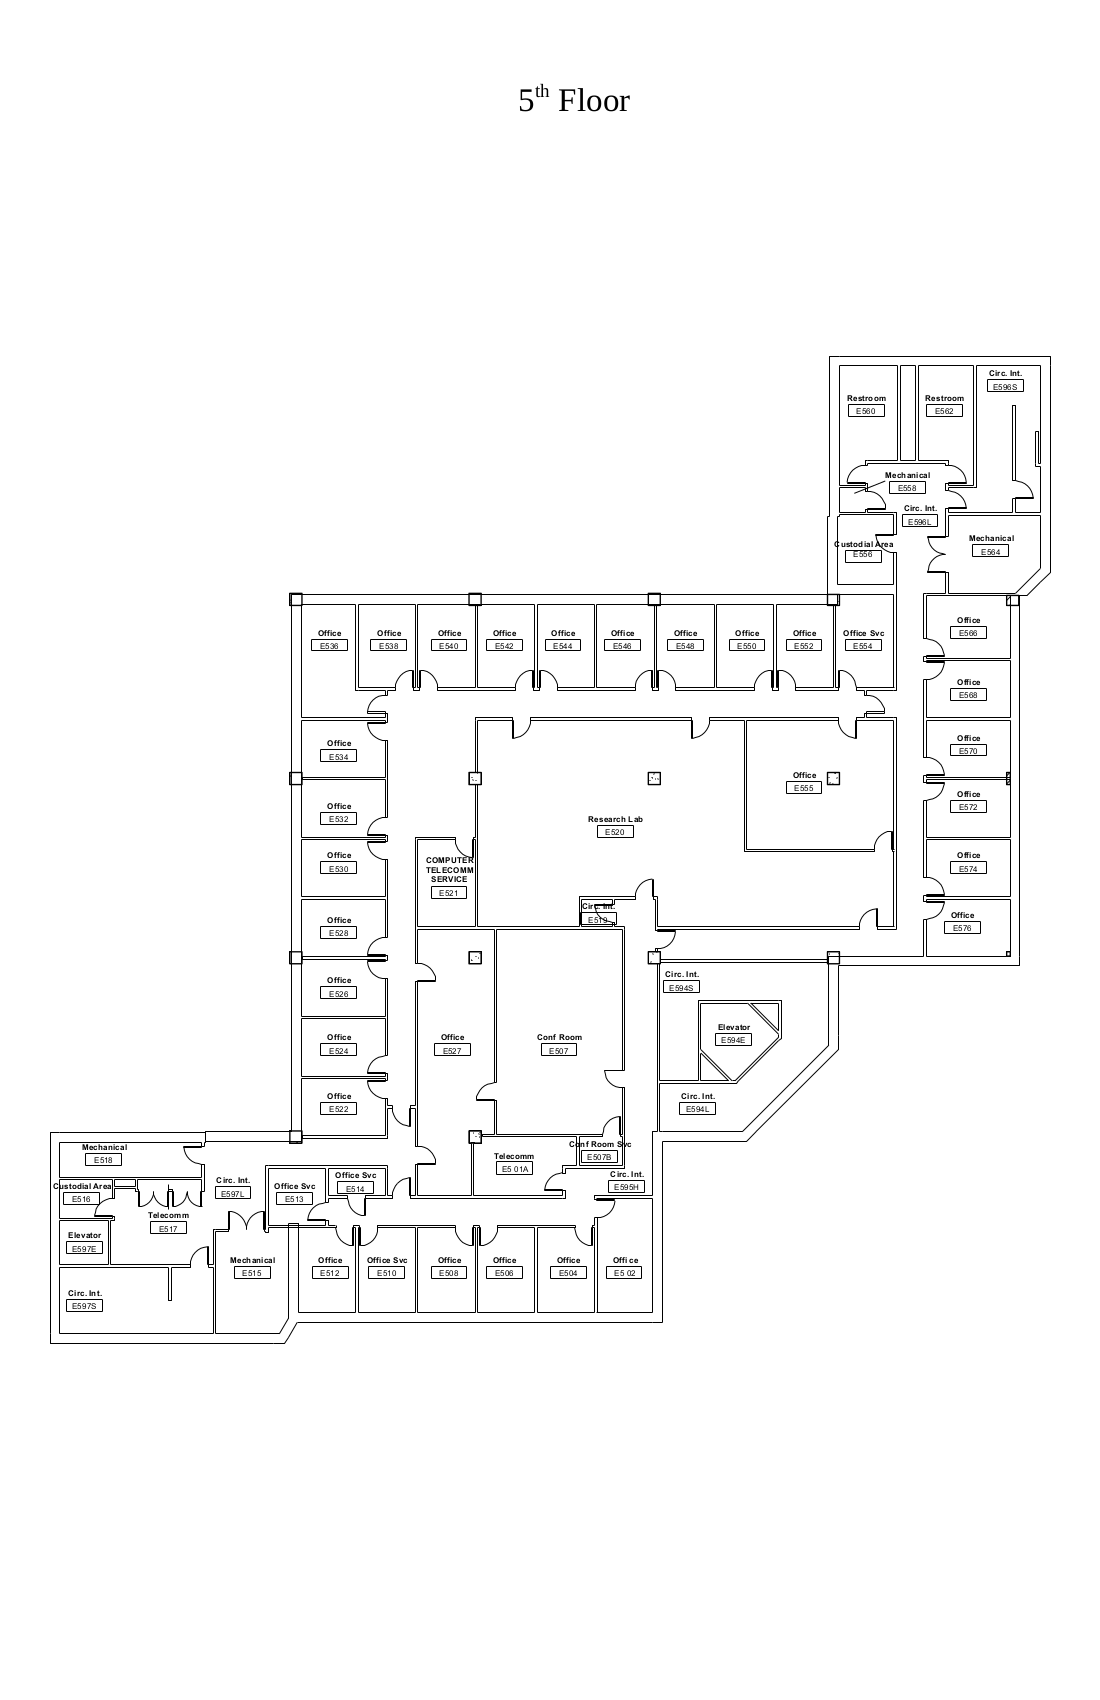 5th Floor
Circ. Int.
E596S
Restroom
E560
Restroom
E562
Mechanical
E558
Circ. Int.
E596L
Custodial Area
E556
Mechanical
E564
Office
E536
Office
E538
Office
E540
Office
E542
Office
E544
Office
E546
Office
E548
Office
E550
Office
E552
Office Svc
E554
Office
E566
Office
E568
Office
E534
Office
E570
Office
E555
Office
E532
Office
E572
Research Lab
E520
Office
E530
COMPUTER
TELECOMM
SERVICE
E521
Office
E574
Circ. Int.
E519
Office
E528
Office
E576
Office
E526
Circ. Int.
E594S
Office
E524
Office
E527
Conf Room
E507
Elevator
E594E
Office
E522
Circ. Int.
E594L
Mechanical
E518
Conf Room Svc
E507B
Telecomm
E5 01A
Circ. Int.
E595H
Custodial Area
E516
Circ. Int.
E597L
Office Svc
E513
Office Svc
E514
Telecomm
E517
Elevator
E597E
Mechanical
E515
Office
E512
Office Svc
E510
Office
E508
Office
E506
Office
E504
Office
E5 02
Circ. Int.
E597S